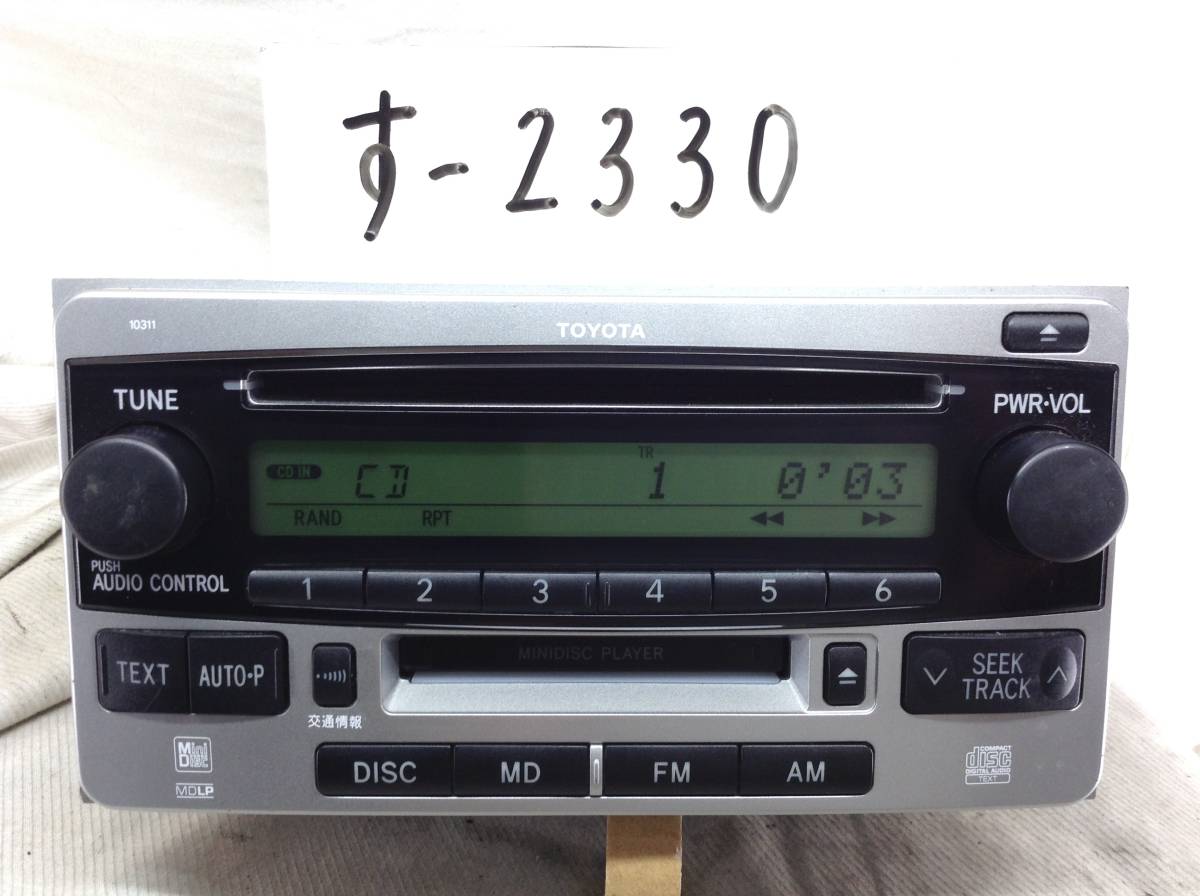 す-2330
10311
TOYOTA
TUNE
PWR•VOL
CD IN
CD
TR
1
0'03
RAND
RPT
PUSH
AUDIO CONTROL
1 2 3 4 5 6
TEXT
AUTO•P
交通情報
MINIDISC PLAYER
SEEK
TRACK
DISC
MD
FM
AM
Mini
Disc
MDLP
COMPACT
disc
DIGITAL AUDIO
TEXT